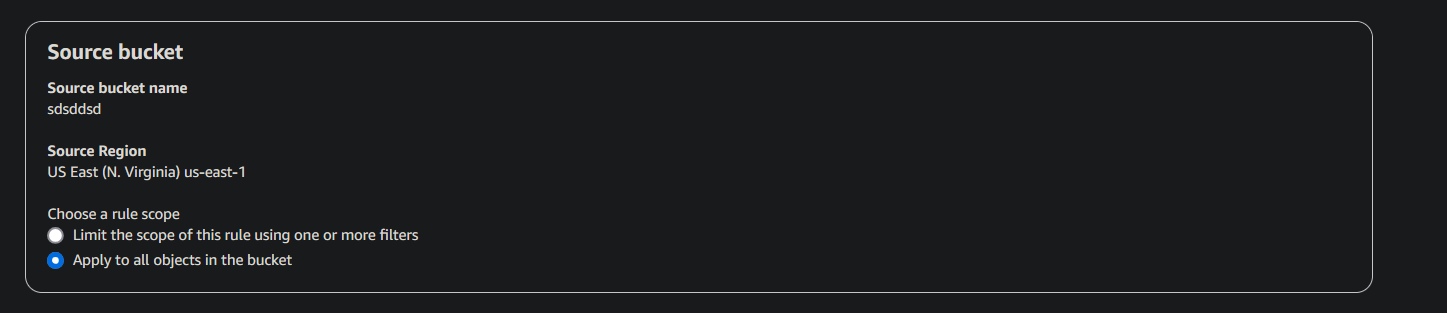 Source bucket
Source bucket name
sdsddsd
Source Region
US East (N. Virginia) us-east-1
Choose a rule scope
Limit the scope of this rule using one or more filters
Apply to all objects in the bucket